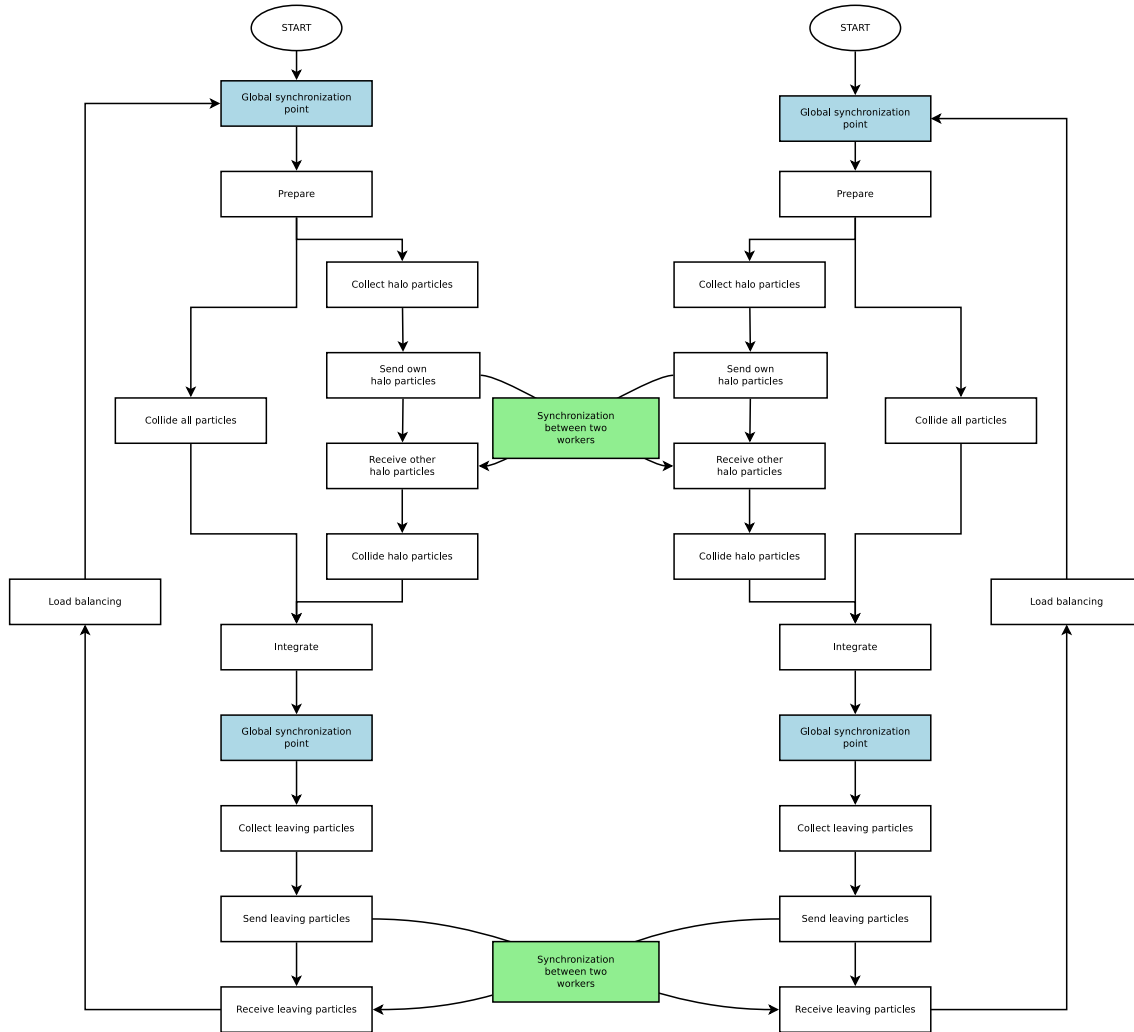 START
START
Global synchronization
point
Global synchronization
point
Prepare
Prepare
Collect halo particles
Collect halo particles
Send own
halo particles
Send own
halo particles
Collide all particles
Synchronization
between two
workers
Collide all particles
Receive other
halo particles
Receive other
halo particles
Collide halo particles
Collide halo particles
Load balancing
Load balancing
Integrate
Integrate
Global synchronization
point
Global synchronization
point
Collect leaving particles
Collect leaving particles
Send leaving particles
Send leaving particles
Synchronization
between two
workers
Receive leaving particles
Receive leaving particles